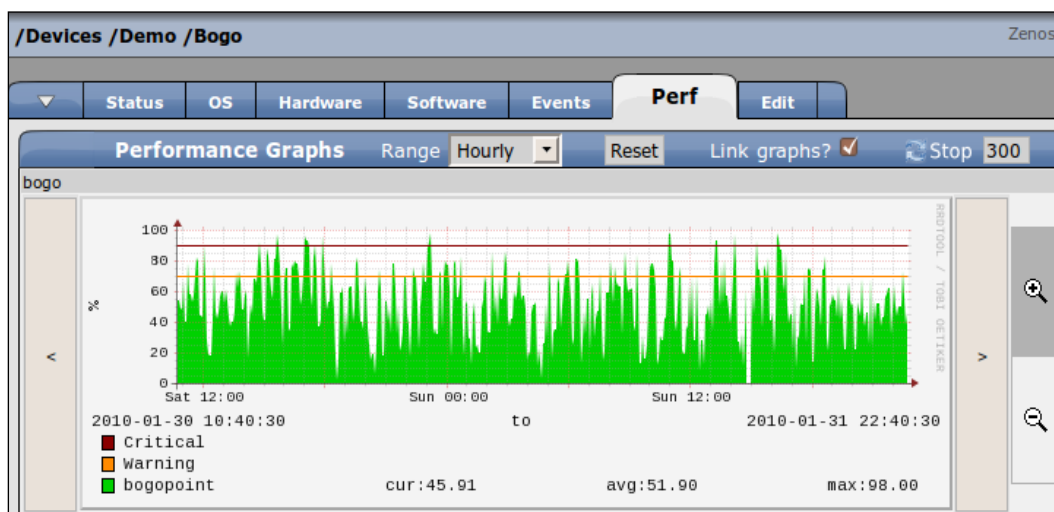 /Devices /Demo /Bogo
Zenos
Status OS Hardware Software Events Perf Edit
Performance Graphs Range Hourly Reset Link graphs? Stop 300
bogo
100
80
60
40
20
0
%
RRDTOOL / TOBI OETIKER
< >
Sat 12:00 Sun 00:00 Sun 12:00
2010-01-30 10:40:30 to 2010-01-31 22:40:30
Critical
Warning
bogopoint cur:45.91 avg:51.90 max:98.00